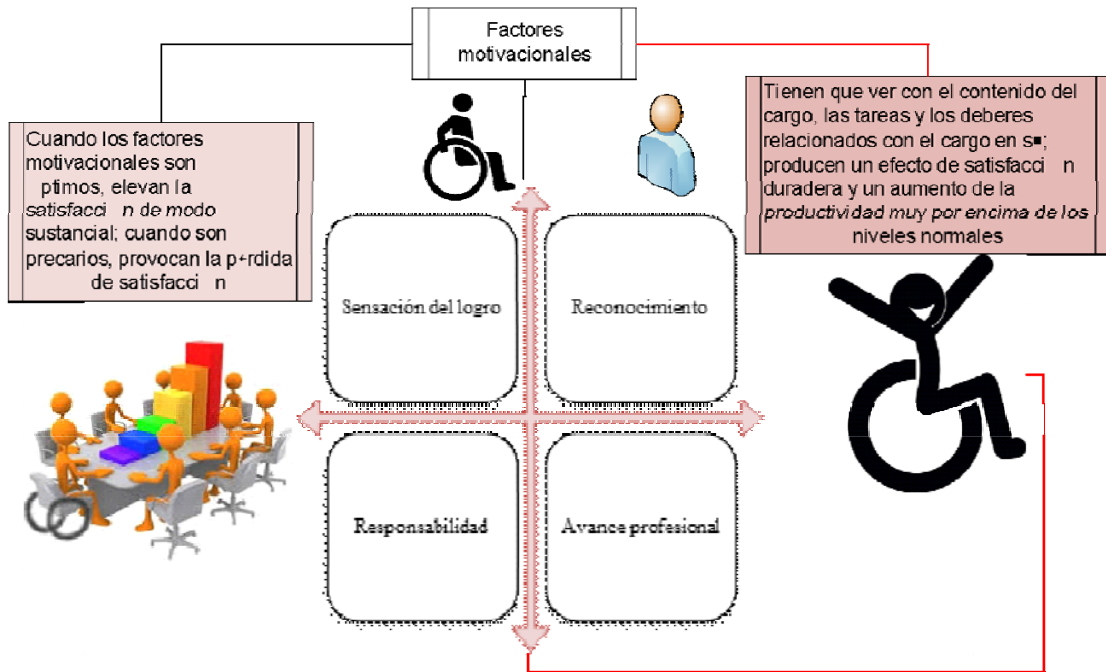 Factores
motivacionales
Cuando los factores
motivacionales son
ptimos, elevan la
satisfacci n de modo
sustancial; cuando son
precarios, provocan la p+rdida
de satisfacci n
Tienen que ver con el contenido del
cargo, las tareas y los deberes
relacionados con el cargo en s■;
producen un efecto de satisfacci n
duradera y un aumento de la
productividad muy por encima de los
niveles normales
Sensación del logro
Reconocimiento
Responsabilidad
Avance profesional